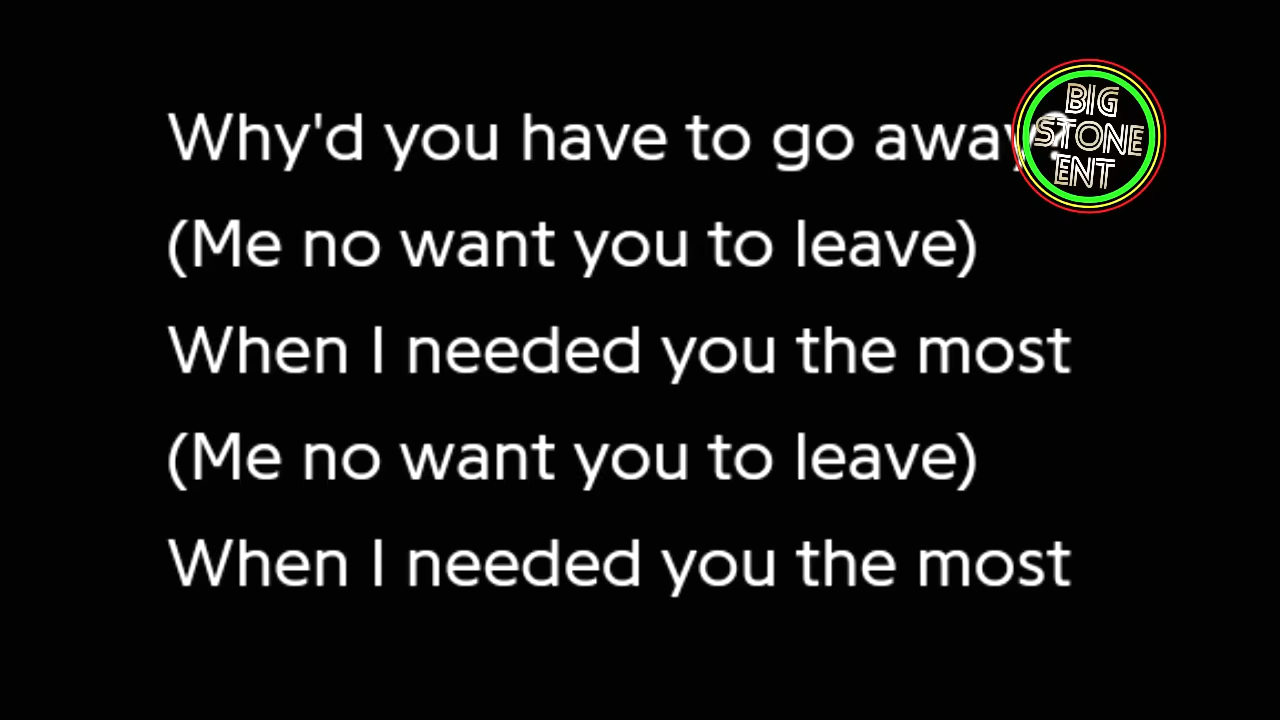 Why'd you have to go away?
(Me no want you to leave)
When I needed you the most
(Me no want you to leave)
When I needed you the most
BIG
STONE
ENT